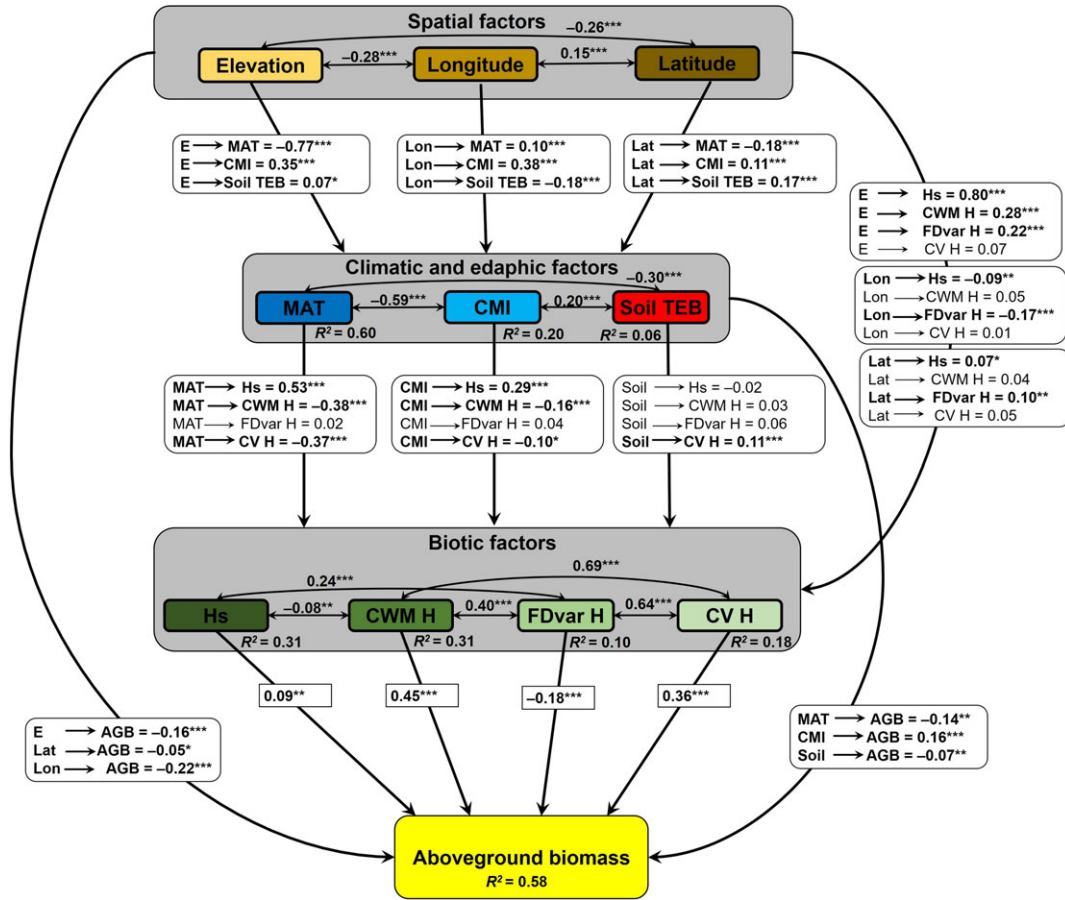 Spatial factors
–0.26***
Elevation –0.28*** Longitude 0.15*** Latitude
E → MAT = –0.77***
E → CMI = 0.35***
E → Soil TEB = 0.07*
Lon → MAT = 0.10***
Lon → CMI = 0.38***
Lon → Soil TEB = –0.18***
Lat → MAT = –0.18***
Lat → CMI = 0.11***
Lat → Soil TEB = 0.17***
E → Hs = 0.80***
E → CWM H = 0.28***
E → FDvar H = 0.22***
E → CV H = 0.07
Lon → Hs = –0.09**
Lon → CWM H = 0.05
Lon → FDvar H = –0.17***
Lon → CV H = 0.01
Lat → Hs = 0.07*
Lat → CWM H = 0.04
Lat → FDvar H = 0.10**
Lat → CV H = 0.05
Climatic and edaphic factors
–0.30***
MAT –0.59*** CMI 0.20*** Soil TEB
R² = 0.60 R² = 0.20 R² = 0.06
MAT → Hs = 0.53***
MAT → CWM H = –0.38***
MAT → FDvar H = 0.02
MAT → CV H = –0.37***
CMI → Hs = 0.29***
CMI → CWM H = –0.16***
CMI → FDvar H = 0.04
CMI → CV H = –0.10*
Soil → Hs = –0.02
Soil → CWM H = 0.03
Soil → FDvar H = 0.06
Soil → CV H = 0.11***
Biotic factors
0.24*** 0.69***
Hs –0.08** CWM H 0.40*** FDvar H 0.64*** CV H
R² = 0.31 R² = 0.31 R² = 0.10 R² = 0.18
0.09** 0.45*** –0.18*** 0.36***
E → AGB = –0.16***
Lat → AGB = –0.05*
Lon → AGB = –0.22***
MAT → AGB = –0.14**
CMI → AGB = 0.16***
Soil → AGB = –0.07**
Aboveground biomass
R² = 0.58